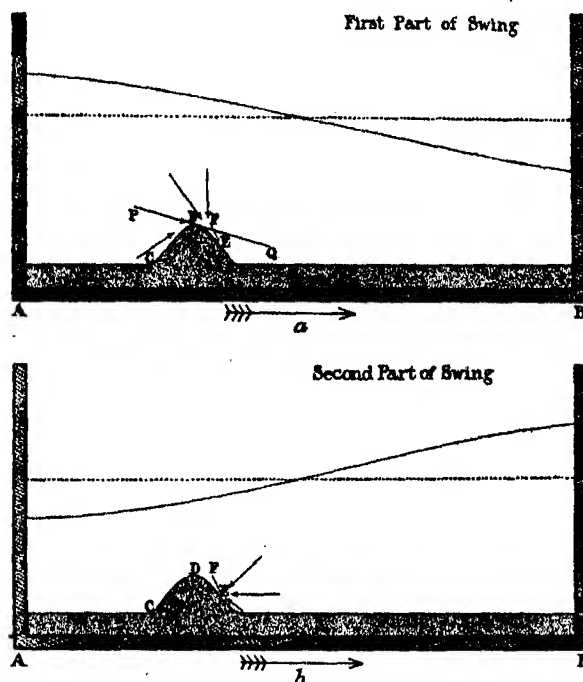 First Part of Swing
P D F
C E Q
A B
a
Second Part of Swing
D F
C
A
b